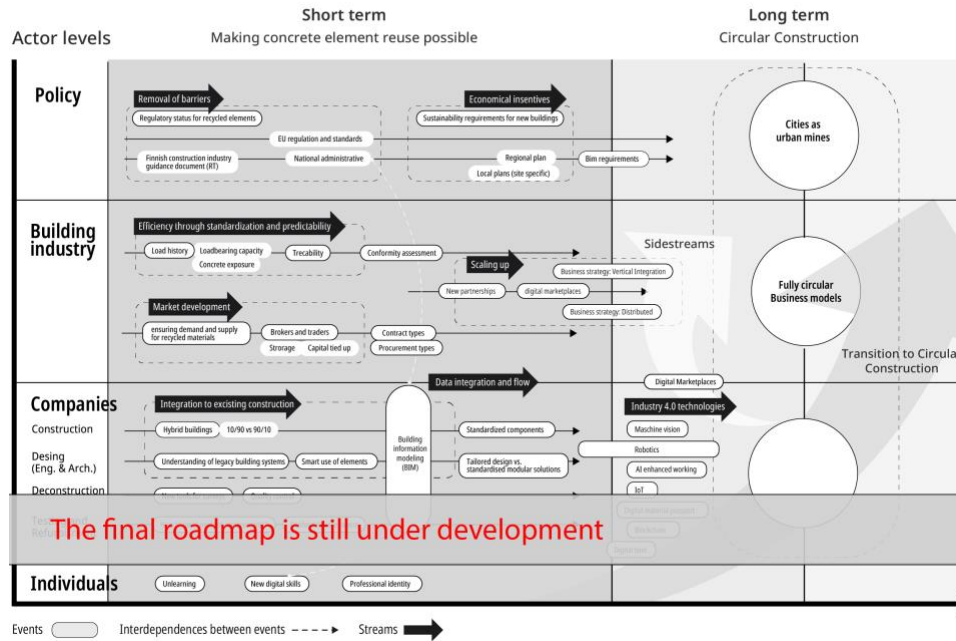 Short term
Long term
Actor levels
Making concrete element reuse possible
Circular Construction
Policy
Removal of barriers
Economical insentives
Regulatory status for recycled elements
Sustainability requirements for new buildings
Cities as
urban mines
EU regulation and standards
Finnish construction industry
guidance document (RT)
National administrative
Regional plan
Bim requirements
Local plans (site specific)
Building
industry
Efficiency through standardization and predictability
Load history
Loadbearing capacity
Trecability
Conformity assessment
Concrete exposure
Sidestreams
Scaling up
Business strategy: Vertical Integration
New partnerships
digital marketplaces
Business strategy: Distributed
Fully circular
Business models
Market development
ensuring demand and supply
for recycled materials
Brokers and traders
Contract types
Strorage
Capital tied up
Procurement types
Transition to Circula
Construction
Data integration and flow
Digital Marketplaces
Companies
Integration to excisting construction
Industry 4.0 technologies
Construction
Hybrid buildings
10/90 vs 90/10
Standardized components
Maschine vision
Building
information
modeling
(BIM)
Robotics
Desing
(Eng. & Arch.)
Understanding of legacy building systems
Smart use of elements
Tailored design vs.
standardised modular solutions
AI enhanced working
Deconstruction
IoT
The final roadmap is still under development
Individuals
Unlearning
New digital skills
Professional identity
Events
Interdependences between events
Streams